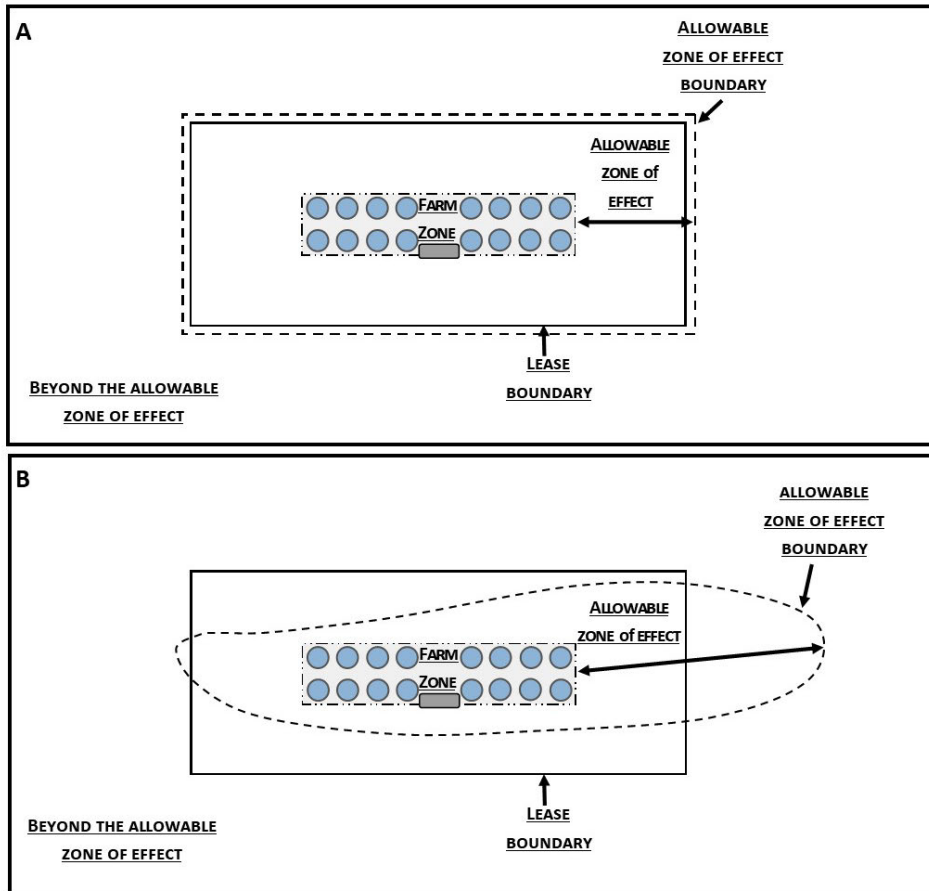 A
ALLOWABLE
ZONE OF EFFECT
BOUNDARY
ALLOWABLE
ZONE of
EFFECT
FARM
ZONE
LEASE
BOUNDARY
BEYOND THE ALLOWABLE
ZONE OF EFFECT
B
ALLOWABLE
ZONE OF EFFECT
BOUNDARY
ALLOWABLE
ZONE of EFFECT
FARM
ZONE
LEASE
BOUNDARY
BEYOND THE ALLOWABLE
ZONE OF EFFECT